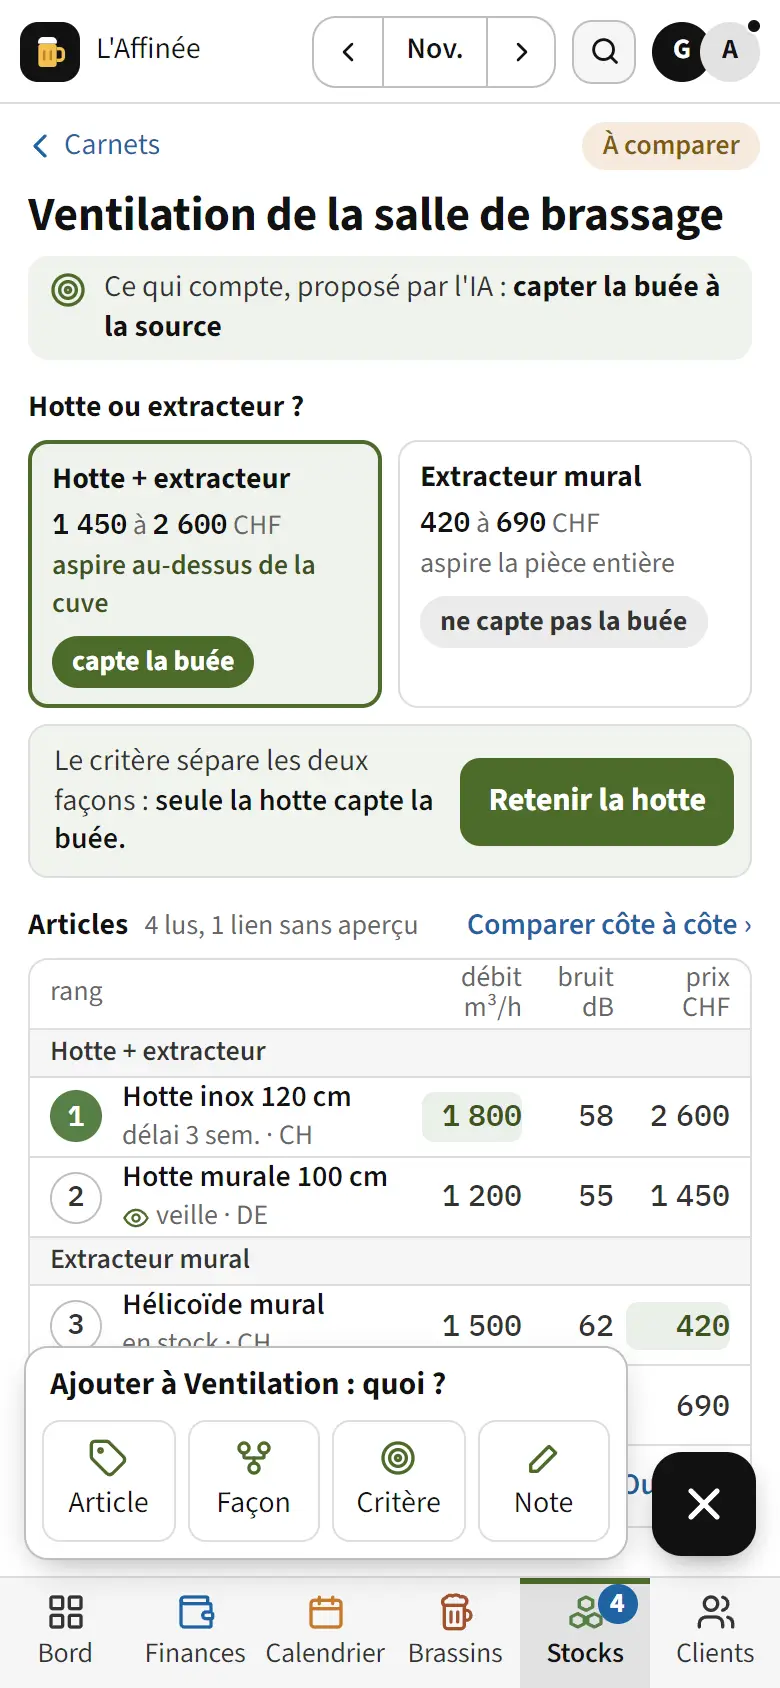 L'Affinée
Nov.
G
A
Carnets
À comparer
Ventilation de la salle de brassage
Ce qui compte, proposé par l'IA : capter la buée à
la source
Hotte ou extracteur ?
Hotte + extracteur
1 450 à 2 600 CHF
aspire au-dessus de la
cuve
capte la buée
Extracteur mural
420 à 690 CHF
aspire la pièce entière
ne capte pas la buée
Le critère sépare les deux
façons : seule la hotte capte la
buée.
Retenir la hotte
Articles 4 lus, 1 lien sans aperçu
Comparer côte à côte ›
rang
débit
m³/h
bruit
dB
prix
CHF
Hotte + extracteur
1
Hotte inox 120 cm
délai 3 sem. · CH
1 800
58
2 600
2
Hotte murale 100 cm
veille · DE
1 200
55
1 450
Extracteur mural
3
Hélicoïde mural
en stock · CH
1 500
62
420
690
Ajouter à Ventilation : quoi ?
Article
Façon
Critère
Note
Bord
Finances
Calendrier
Brassins
4
Stocks
Clients